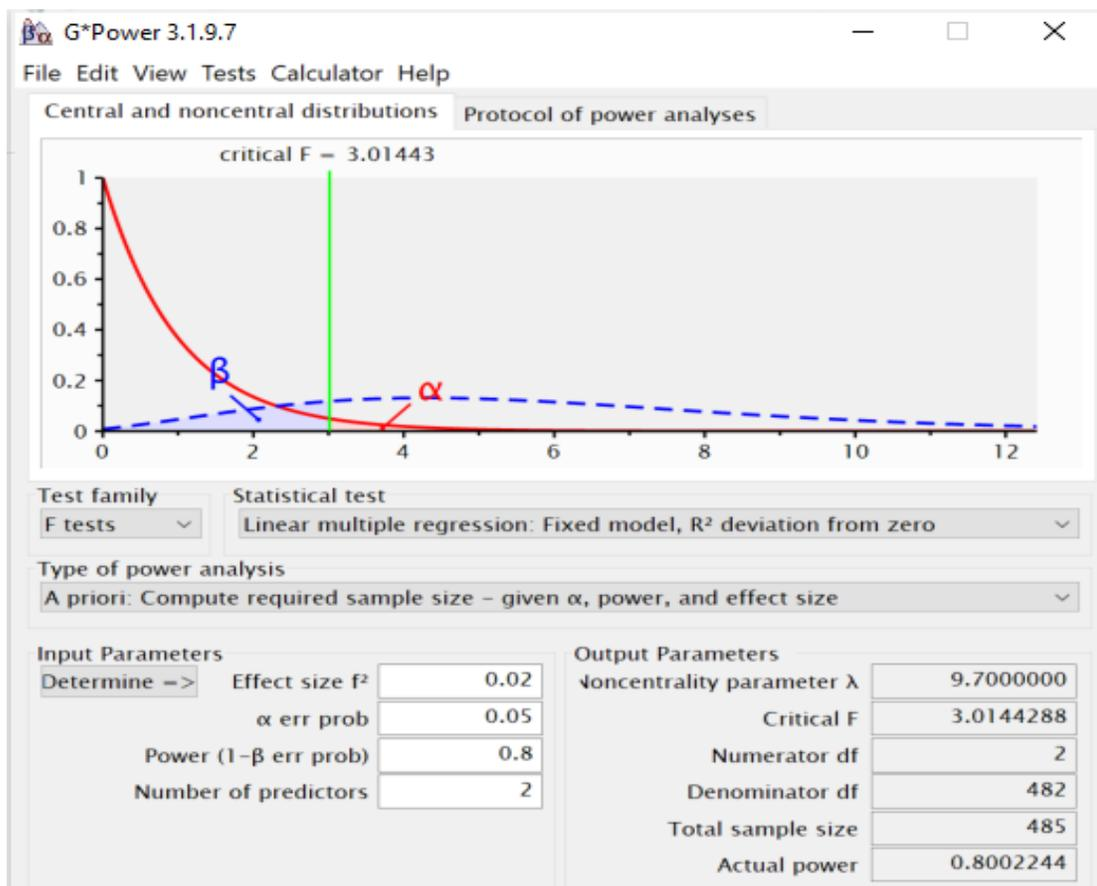 G*Power 3.1.9.7
File Edit View Tests Calculator Help
Central and noncentral distributions Protocol of power analyses
critical F = 3.01443
1
0.8
0.6
0.4
0.2
0
β
α
0 2 4 6 8 10 12
Test family Statistical test
F tests Linear multiple regression: Fixed model, R² deviation from zero
Type of power analysis
A priori: Compute required sample size – given α, power, and effect size
Input Parameters
Determine => Effect size f² 0.02
α err prob 0.05
Power (1-β err prob) 0.8
Number of predictors 2
Output Parameters
Noncentrality parameter λ 9.7000000
Critical F 3.0144288
Numerator df 2
Denominator df 482
Total sample size 485
Actual power 0.8002244